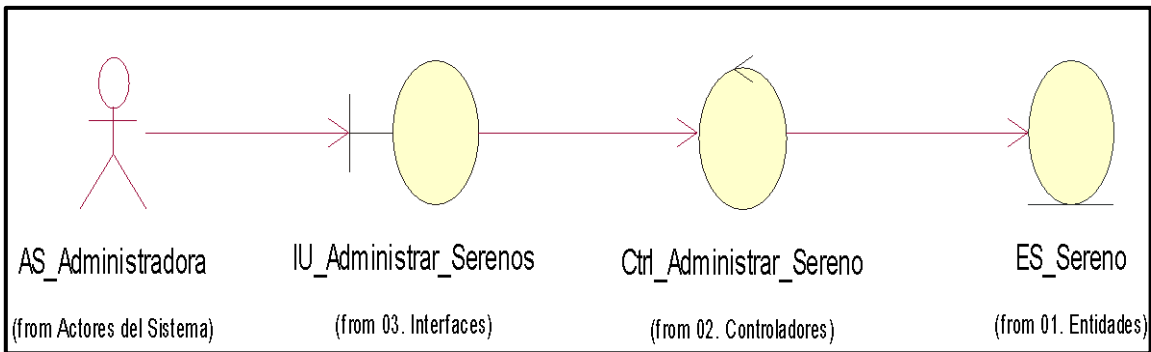 AS_Administradora
IU_Administrar_Serenos
Ctrl_Administrar_Sereno
ES_Sereno
(from Actores del Sistema)
(from 03. Interfaces)
(from 02. Controladores)
(from 01. Entidades)